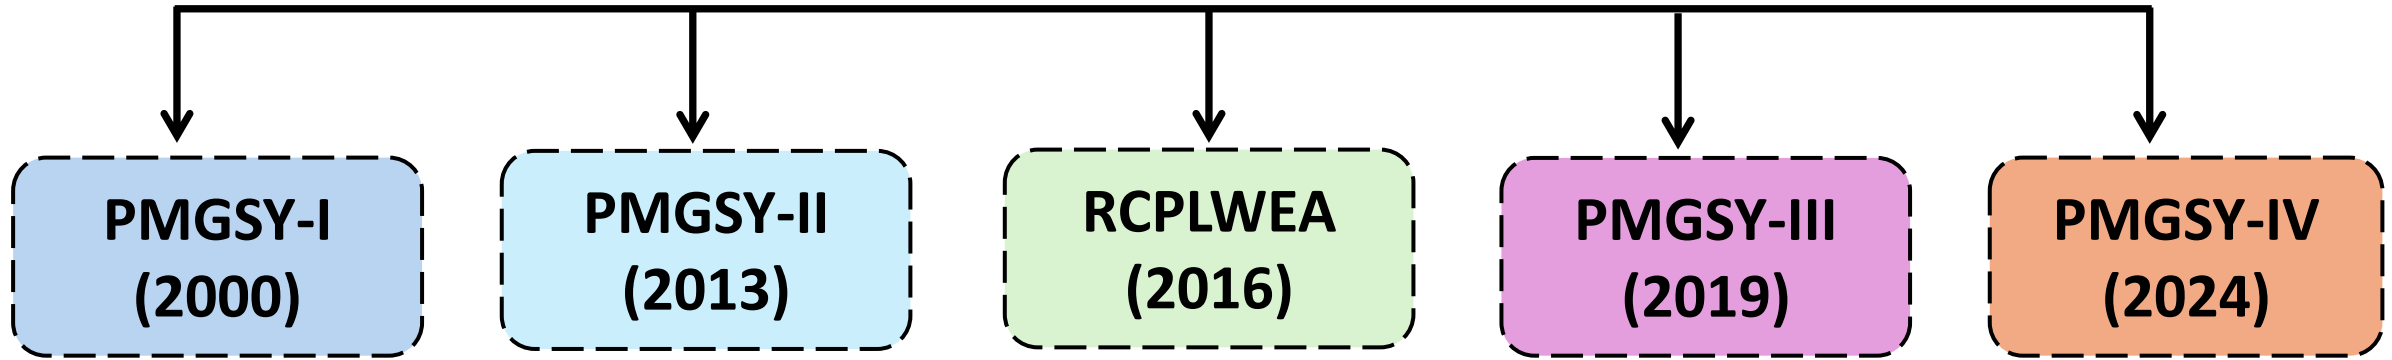 PMGSY-I
(2000)
PMGSY-II
(2013)
RCPLWEA
(2016)
PMGSY-III
(2019)
PMGSY-IV
(2024)